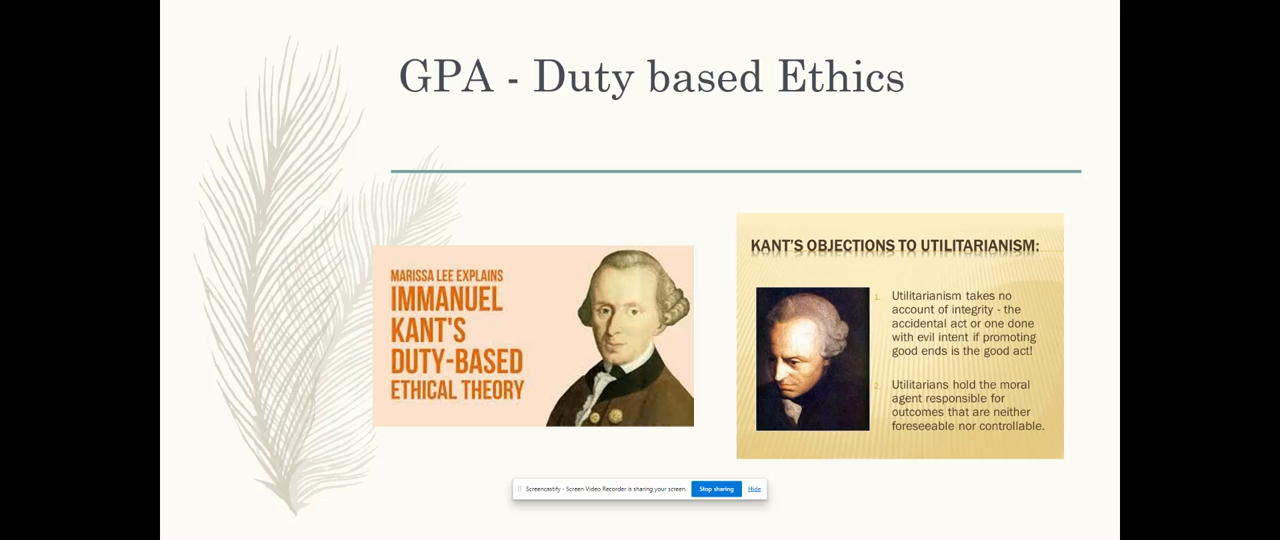 GPA - Duty based Ethics
MARISSA LEE EXPLAINS
IMMANUEL
KANT'S
DUTY-BASED
ETHICAL THEORY
KANT'S OBJECTIONS TO UTILITARIANISM:
1. Utilitarianism takes no
account of integrity - the
accidental act or one done
with evil intent if promoting
good ends is the good act!
2. Utilitarians hold the moral
agent responsible for
outcomes that are neither
foreseeable nor controllable.
Screencastify - Screen Video Recorder is sharing your screen. Stop sharing Hide